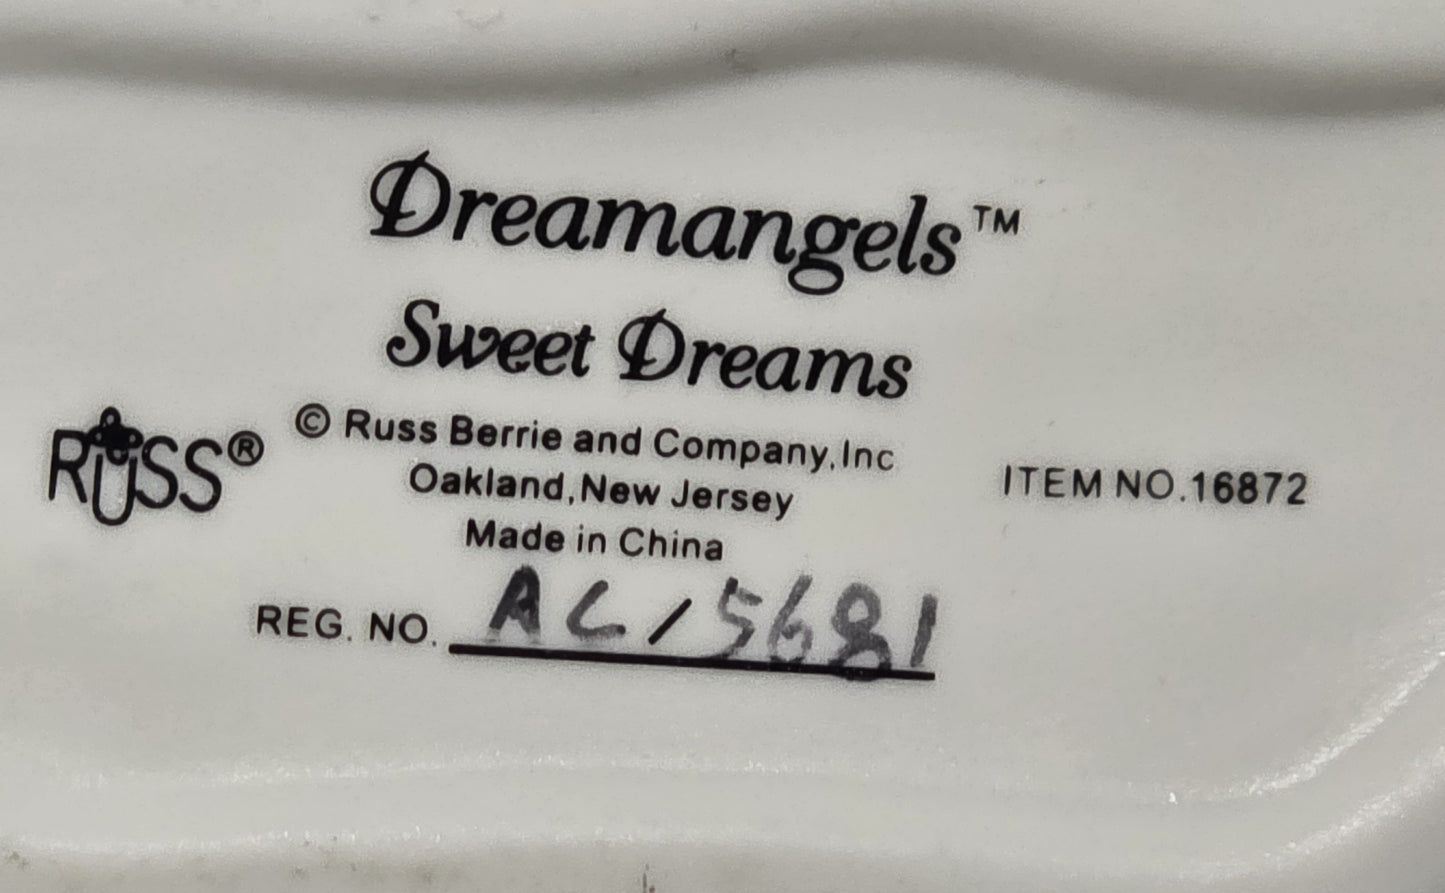 Dreamangels™
Sweet Dreams
RUSS®
© Russ Berrie and Company, Inc
Oakland, New Jersey
Made in China
ITEM NO. 16872
REG. NO. AC/5681